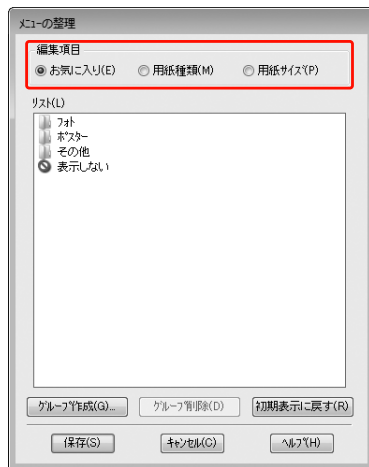 メニューの整理
編集項目
お気に入り(E) 用紙種類(M) 用紙サイズ(P)
リスト(L)
フォト
ポスター
その他
表示しない
グループ作成(G)... グループ削除(D) 初期表示に戻す(R)
保存(S) キャンセル(C) ヘルプ(H)